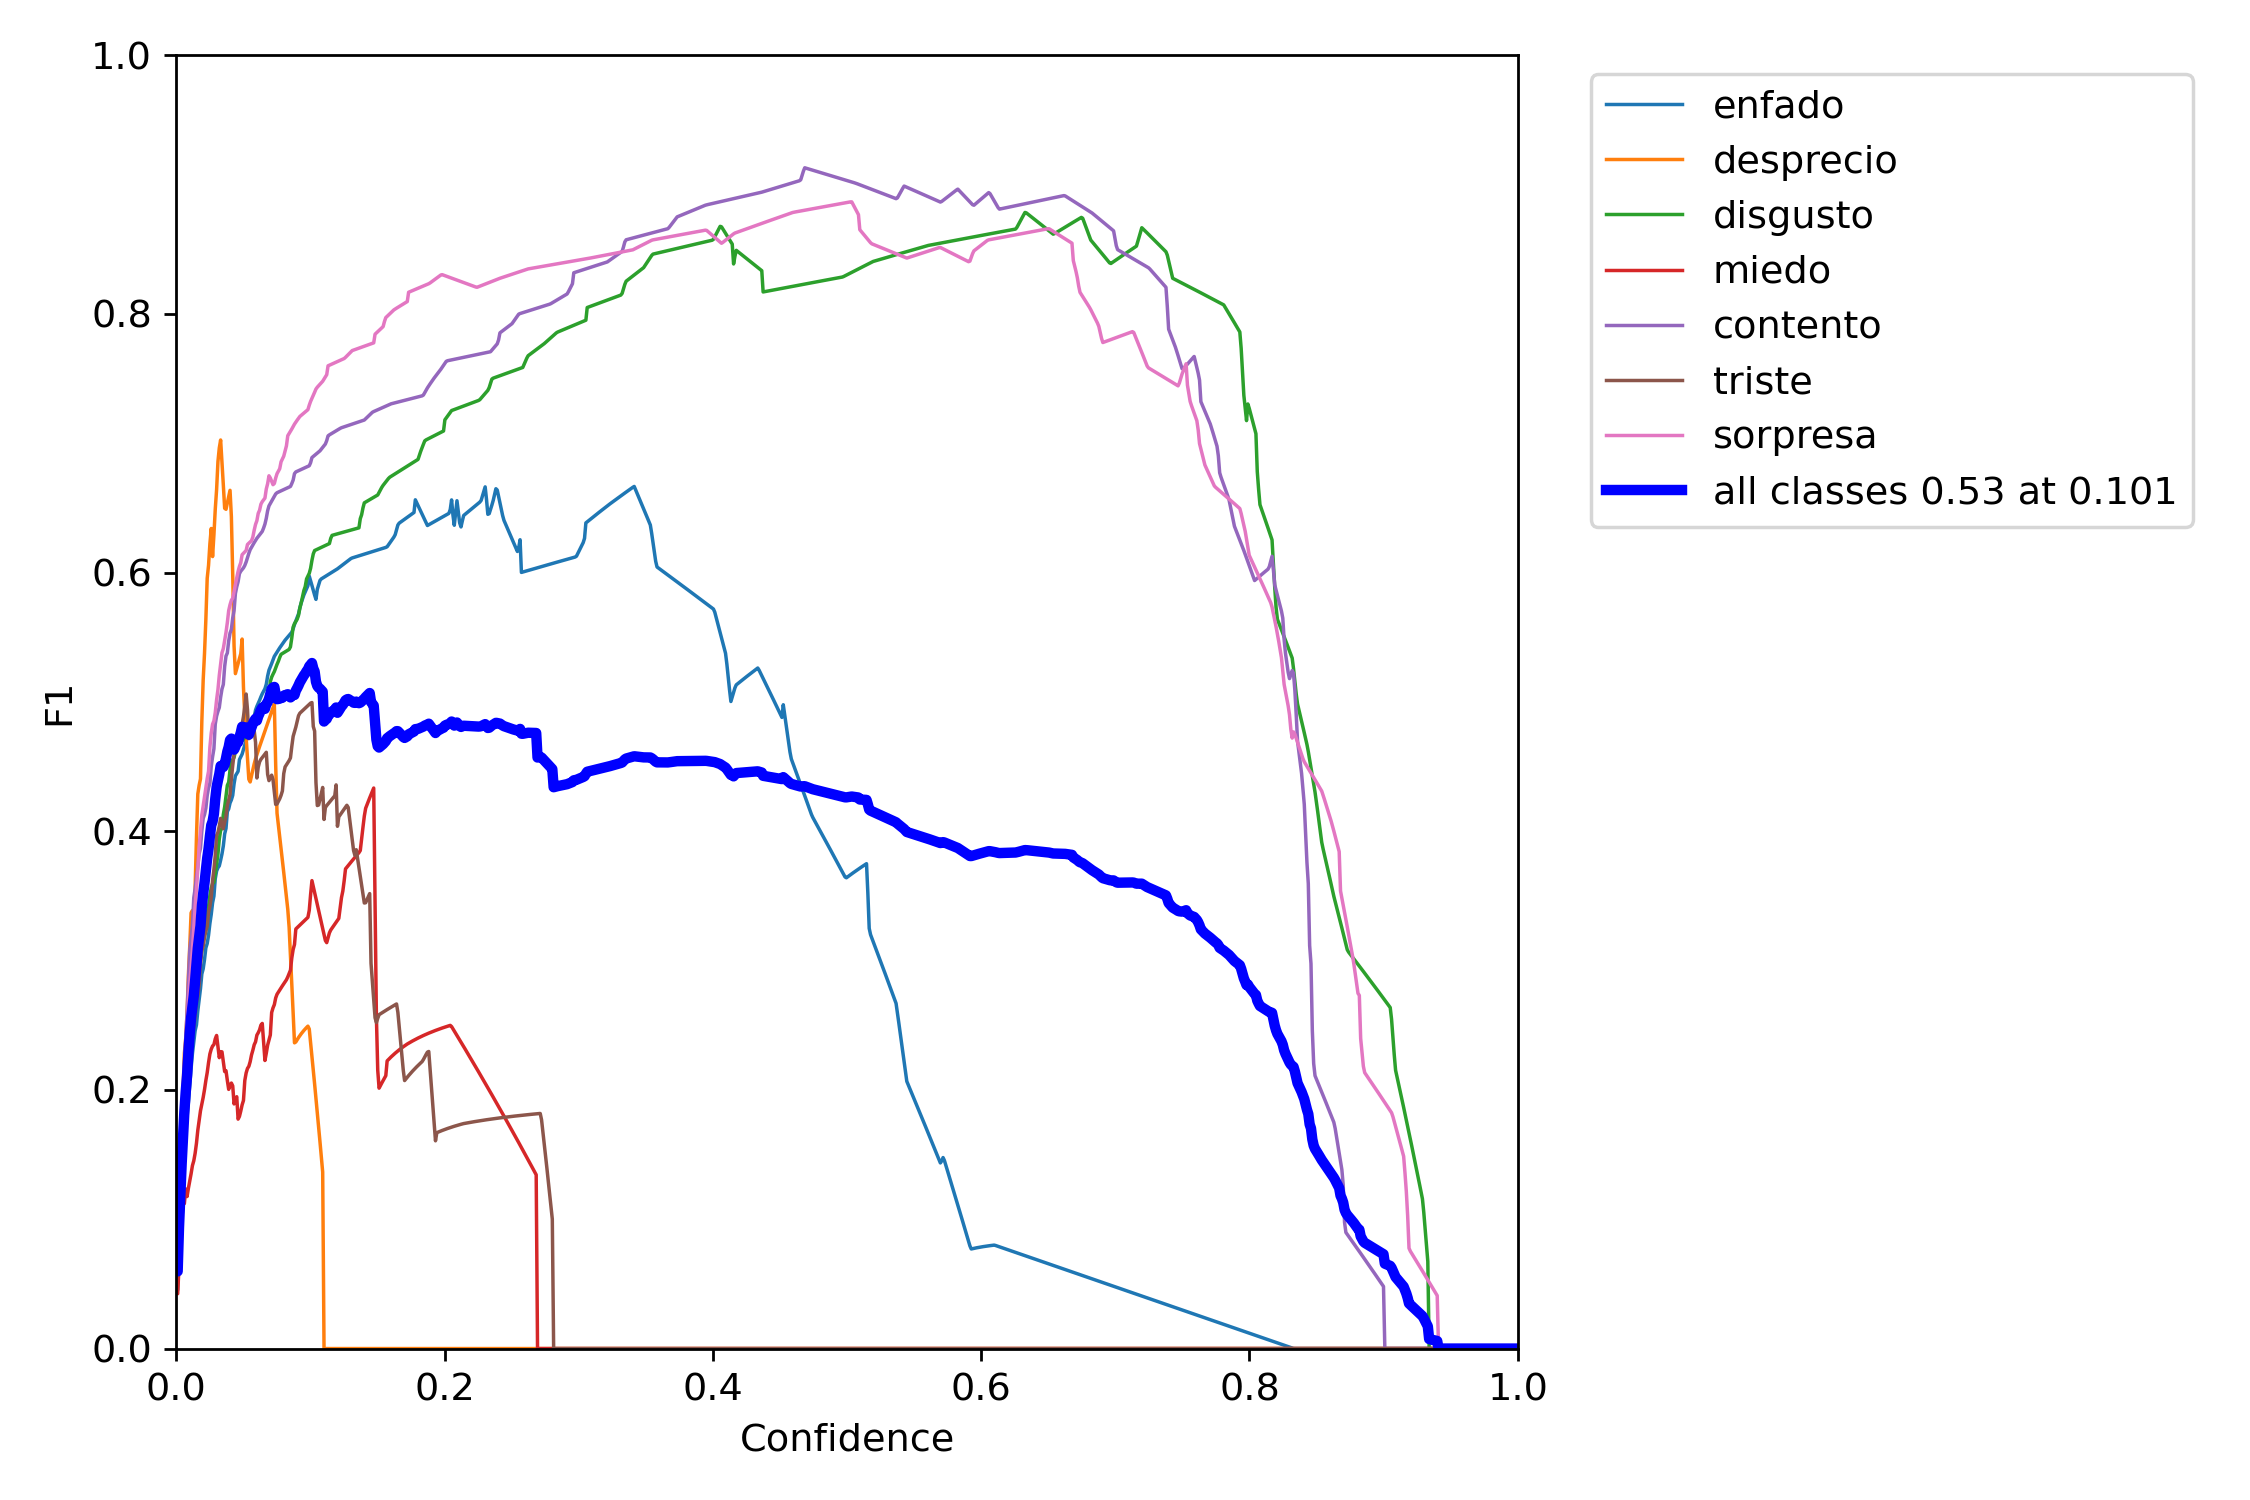 1.0
0.8
0.6
0.4
0.2
0.0
F1
0.0 0.2 0.4 0.6 0.8 1.0
Confidence
enfado
desprecio
disgusto
miedo
contento
triste
sorpresa
all classes 0.53 at 0.101